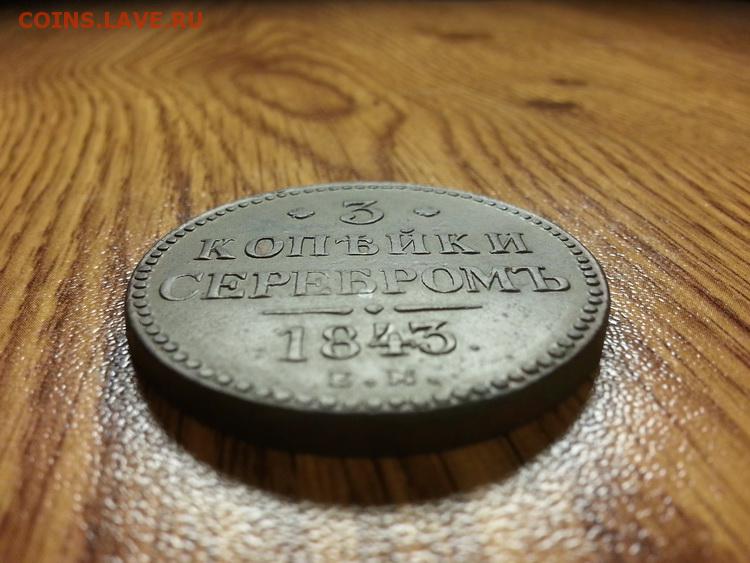 COINS.LAVE.RU
· 3 ·
КОПѢЙКИ
СЕРЕБРОМЪ
1843.
Е.М.